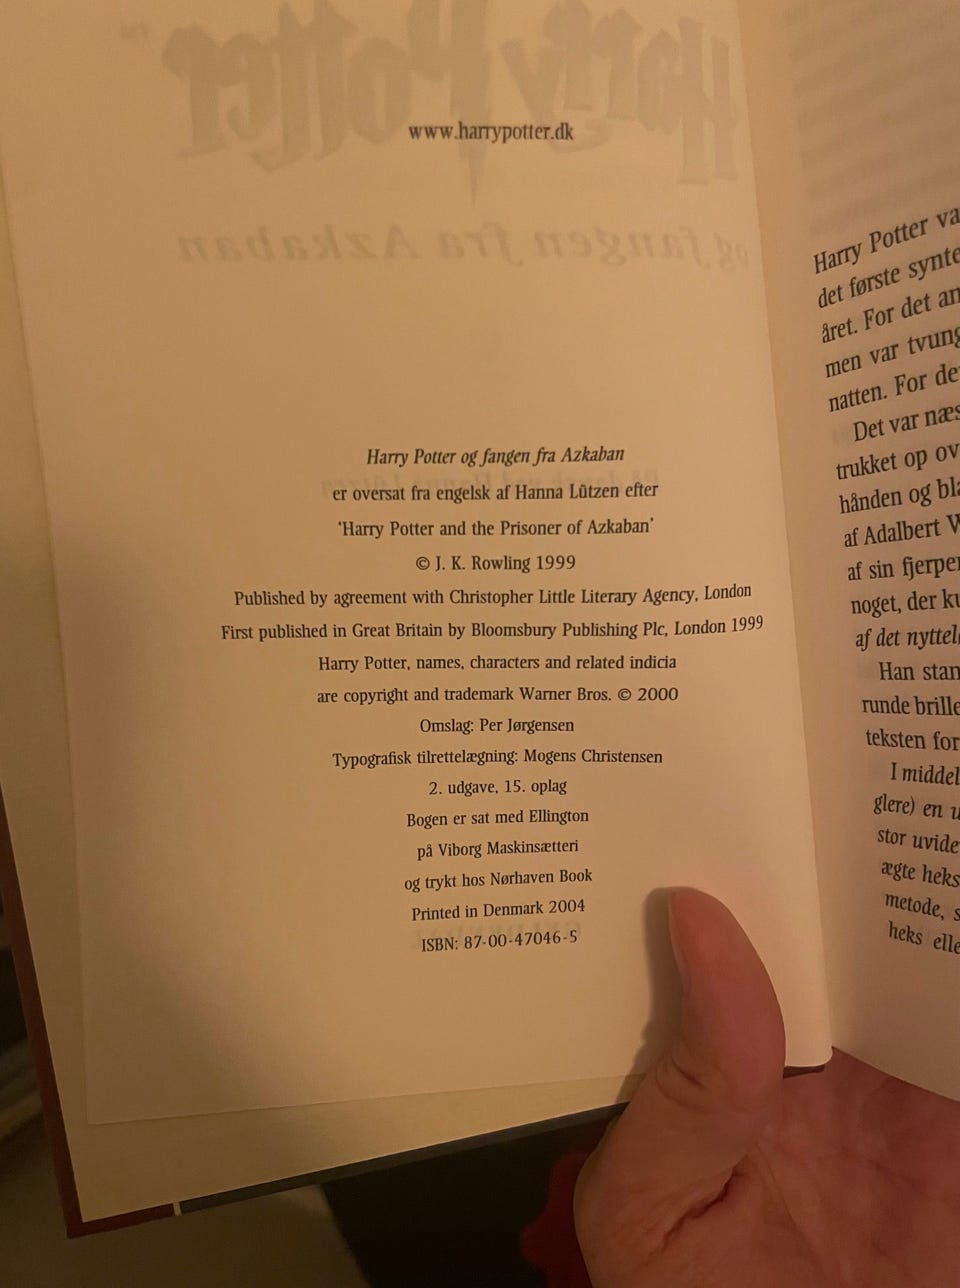 www.harrypotter.dk
Harry Potter og fangen fra Azkaban
er oversat fra engelsk af Hanna Lützen efter
'Harry Potter and the Prisoner of Azkaban'
© J. K. Rowling 1999
Published by agreement with Christopher Little Literary Agency, London
First published in Great Britain by Bloomsbury Publishing Plc, London 1999
Harry Potter, names, characters and related indicia
are copyright and trademark Warner Bros. © 2000
Omslag: Per Jørgensen
Typografisk tilrettelægning: Mogens Christensen
2. udgave, 15. oplag
Bogen er sat med Ellington
på Viborg Maskinsætteri
og trykt hos Nørhaven Book
Printed in Denmark 2004
ISBN: 87-00-47046-5
Harry Potter
det første
året. For det
men var
natten. For
Det var
trukket op
hånden og
af Adalbert
af sin
noget, der
af det
Han
runde
teksten
I
glere) en
stor
ægte
metode,
heks